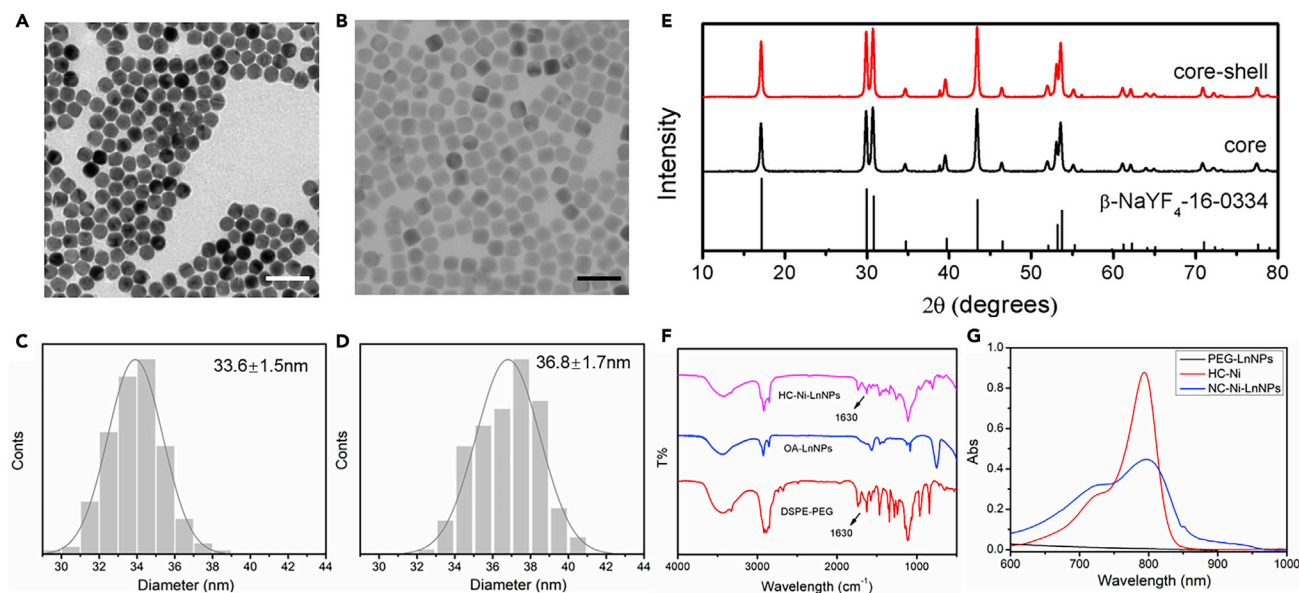 A
B
E
core-shell
core
β-NaYF4-16-0334
Intensity
10 20 30 40 50 60 70 80
2θ (degrees)
C
33.6±1.5nm
Conts
30 32 34 36 38 40 42 44
Diameter (nm)
D
36.8±1.7nm
Conts
30 32 34 36 38 40 42 44
Diameter (nm)
F
HC-Ni-LnNPs
1630
OA-LnNPs
DSPE-PEG
1630
T%
4000 3000 2000 1000
Wavelength (cm-1)
G
PEG-LnNPs
HC-Ni
NC-Ni-LnNPs
1.0
0.8
0.6
0.4
0.2
0.0
Abs
600 700 800 900 1000
Wavelength (nm)